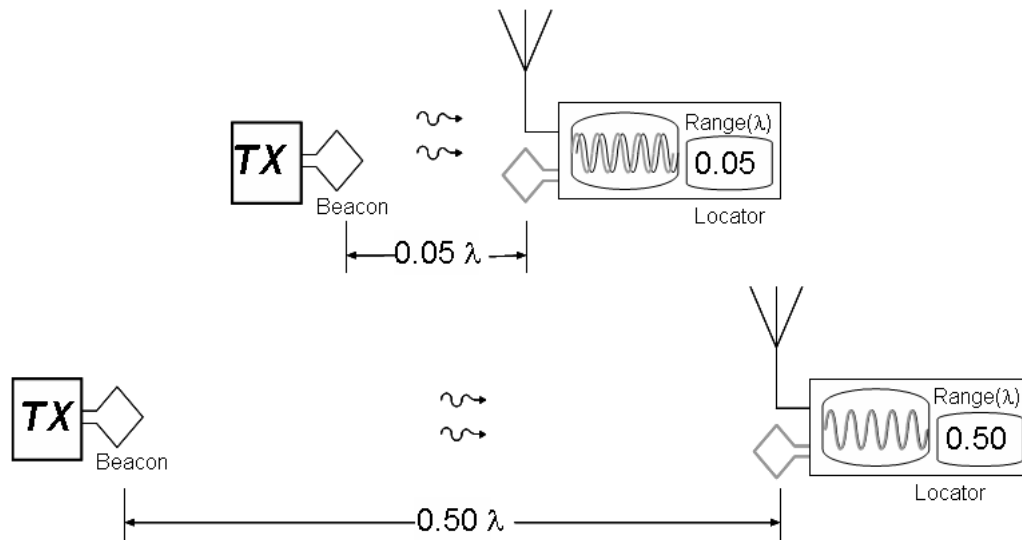 Range(λ)
TX
0.05
Beacon
Locator
0.05 λ
Range(λ)
TX
0.50
Beacon
Locator
0.50 λ